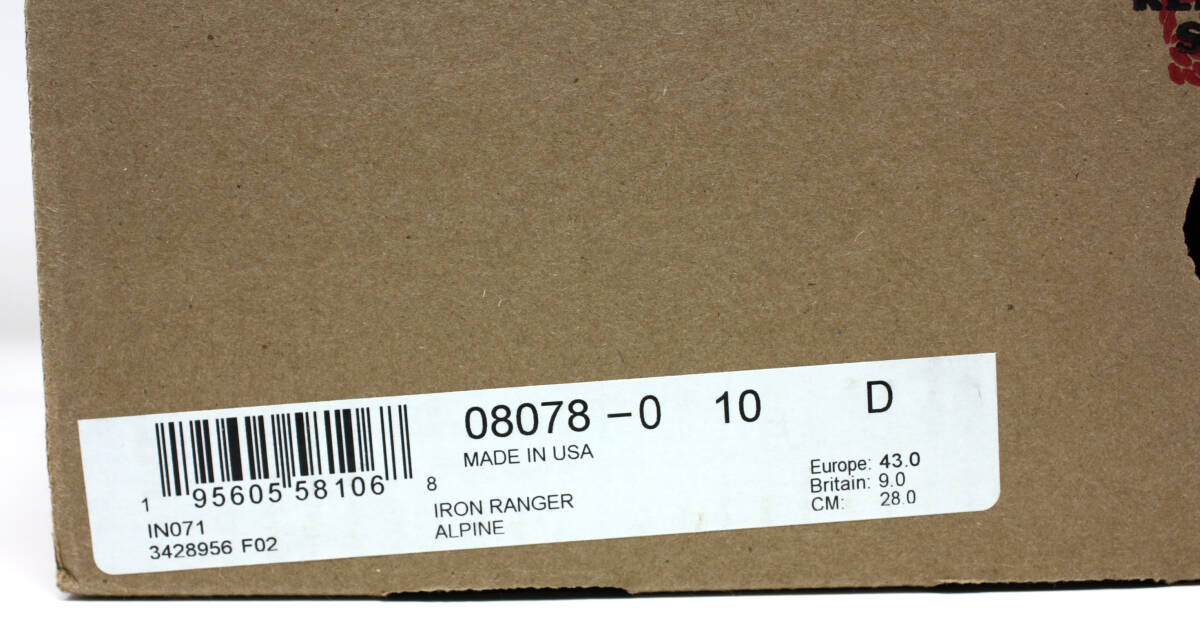 08078 -0 10 D
MADE IN USA
1 95605 58106 8
IRON RANGER
ALPINE
IN071
3428956 F02
Europe: 43.0
Britain: 9.0
CM: 28.0